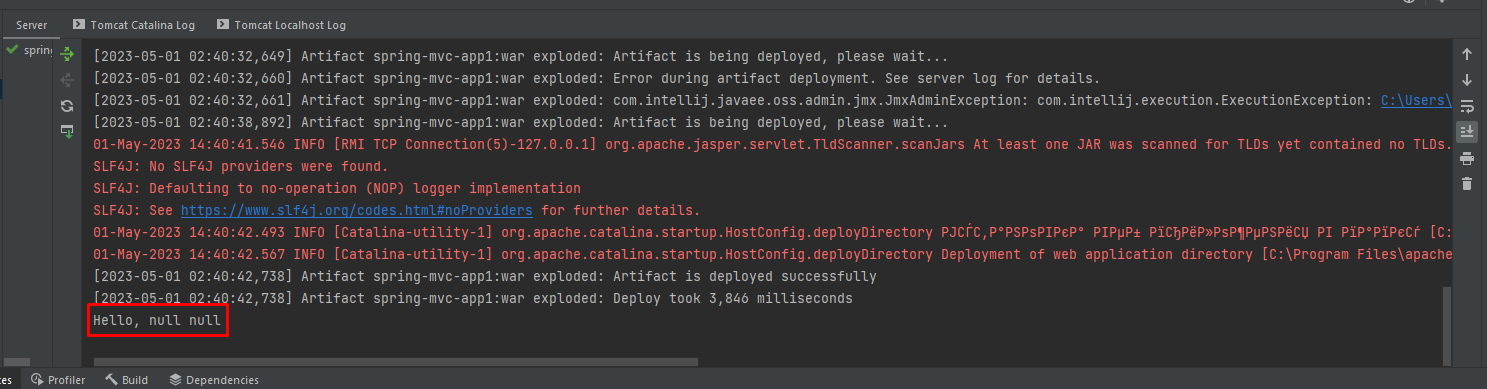 Server Tomcat Catalina Log Tomcat Localhost Log
spring
[2023-05-01 02:40:32,649] Artifact spring-mvc-app1:war exploded: Artifact is being deployed, please wait...
[2023-05-01 02:40:32,660] Artifact spring-mvc-app1:war exploded: Error during artifact deployment. See server log for details.
[2023-05-01 02:40:32,661] Artifact spring-mvc-app1:war exploded: com.intellij.javaee.oss.admin.jmx.JmxAdminException: com.intellij.execution.ExecutionException: C:\Users\
[2023-05-01 02:40:38,892] Artifact spring-mvc-app1:war exploded: Artifact is being deployed, please wait...
01-May-2023 14:40:41.546 INFO [RMI TCP Connection(5)-127.0.0.1] org.apache.jasper.servlet.TldScanner.scanJars At least one JAR was scanned for TLDs yet contained no TLDs.
SLF4J: No SLF4J providers were found.
SLF4J: Defaulting to no-operation (NOP) logger implementation
SLF4J: See https://www.slf4j.org/codes.html#noProviders for further details.
01-May-2023 14:40:42.493 INFO [Catalina-utility-1] org.apache.catalina.startup.HostConfig.deployDirectory [C:
01-May-2023 14:40:42.567 INFO [Catalina-utility-1] org.apache.catalina.startup.HostConfig.deployDirectory Deployment of web application directory [C:\Program Files\apache
[2023-05-01 02:40:42,738] Artifact spring-mvc-app1:war exploded: Artifact is deployed successfully
[2023-05-01 02:40:42,738] Artifact spring-mvc-app1:war exploded: Deploy took 3,846 milliseconds
Hello, null null
Profiler Build Dependencies